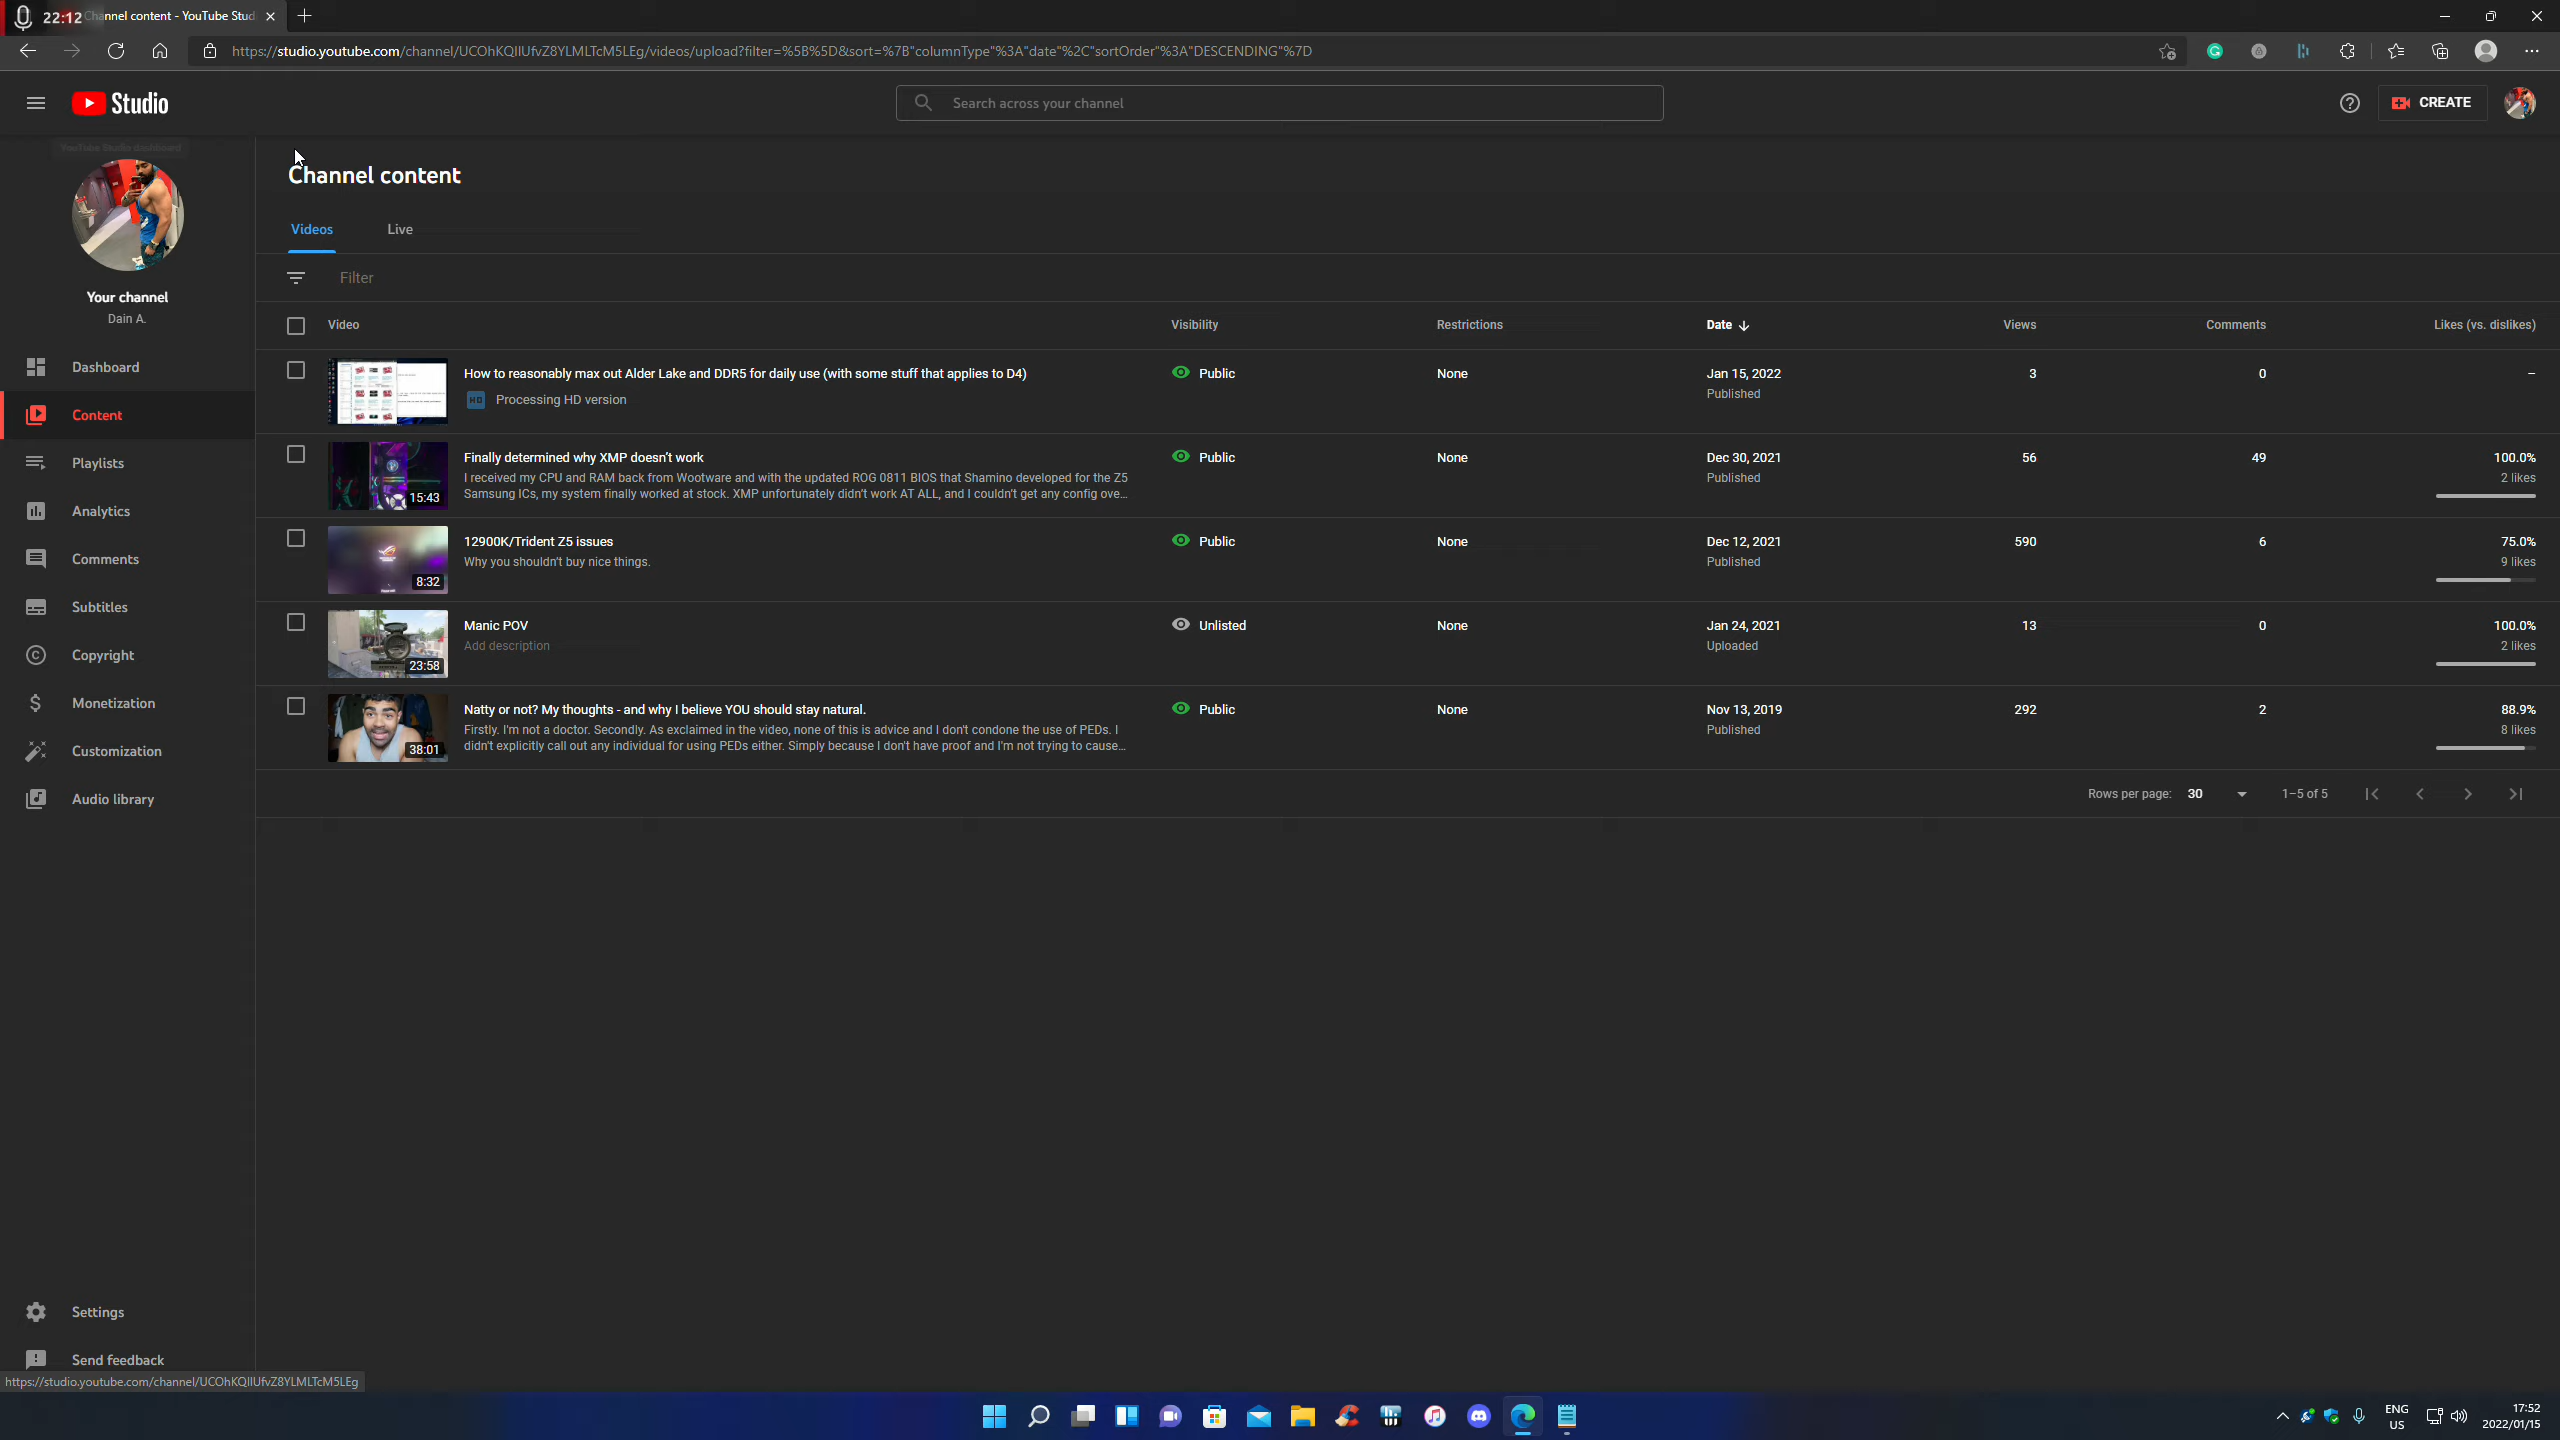 22:12
hannel content - YouTube Stud
https://studio.youtube.com/channel/UCOhKQIIUfvZ8YLMLTcM5LEg/videos/upload?filter=%5B%5D&sort=%7B"columnType"%3A"date"%2C"sortOrder"%3A"DESCENDING"%7D
Studio
Search across your channel
CREATE
YouTube Studio dashboard
Channel content
Your channel
Dain A.
Videos
Live
Filter
Dashboard
Content
Playlists
Analytics
Comments
Subtitles
Copyright
Monetization
Customization
Audio library
Settings
Send feedback
Video Visibility Restrictions Date Views Comments Likes (vs. dislikes)
How to reasonably max out Alder Lake and DDR5 for daily use (with some stuff that applies to D4) Public None Jan 15, 2022 3 0 –
HD Processing HD version Published
Finally determined why XMP doesn't work Public None Dec 30, 2021 56 49 100.0%
I received my CPU and RAM back from Wootware and with the updated ROG 0811 BIOS that Shamino developed for the Z5 Published 2 likes
Samsung ICs, my system finally worked at stock. XMP unfortunately didn't work AT ALL, and I couldn't get any config ove...
15:43
12900K/Trident Z5 issues Public None Dec 12, 2021 590 6 75.0%
Why you shouldn't buy nice things. Published 9 likes
8:32
Manic POV Unlisted None Jan 24, 2021 13 0 100.0%
Add description Uploaded 2 likes
23:58
Natty or not? My thoughts - and why I believe YOU should stay natural. Public None Nov 13, 2019 292 2 88.9%
Firstly. I'm not a doctor. Secondly. As exclaimed in the video, none of this is advice and I don't condone the use of PEDs. I Published 8 likes
didn't explicitly call out any individual for using PEDs either. Simply because I don't have proof and I'm not trying to cause...
38:01
Rows per page: 30 1–5 of 5
https://studio.youtube.com/channel/UCOhKQIIUfvZ8YLMLTcM5LEg
ENG
US
17:52
2022/01/15